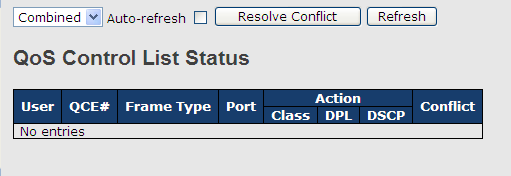 Combined Auto-refresh Resolve Conflict Refresh
QoS Control List Status
User QCE# Frame Type Port Action Conflict
Class DPL DSCP
No entries